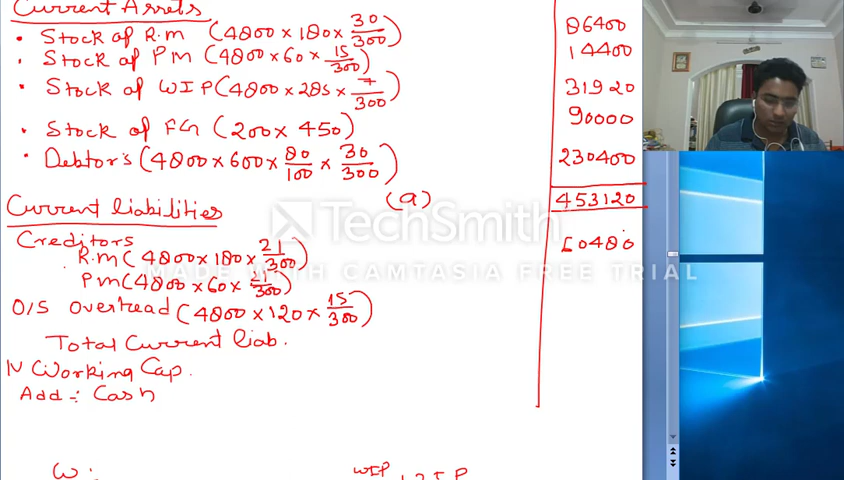 Current Assets
• Stock of R.m (4800 × 180 × 30/300) 86400
• Stock of PM (4800 × 60 × 15/300) 14400
• Stock of WIP (4800 × 285 × 7/300) 31920
• Stock of FG (200 × 450) 90000
• Debtor's (4800 × 600 × 80/100 × 30/300) 230400
(a) 453120
Current liabilities
Creditors
R.m (4800 × 180 × 21/300) 60480
PM (4800 × 60 × 21/300)
O/S overhead (4800 × 120 × 15/300)
Total Current liab.
N Working Cap.
Add -: Cash
WIP
TechSmith
MADE WITH CAMTASIA FREE TRIAL